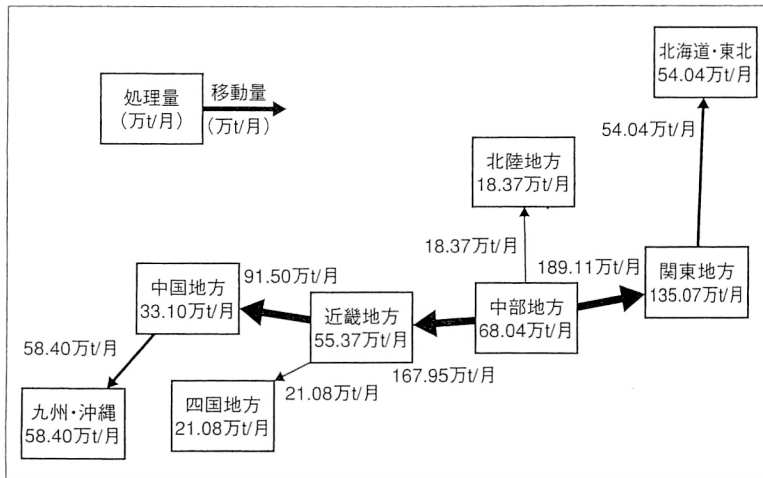 処理量
(万t/月)
移動量
(万t/月)
北海道・東北
54.04万t/月
54.04万t/月
北陸地方
18.37万t/月
18.37万t/月
189.11万t/月
関東地方
135.07万t/月
中国地方
33.10万t/月
91.50万t/月
近畿地方
55.37万t/月
中部地方
68.04万t/月
58.40万t/月
167.95万t/月
21.08万t/月
九州・沖縄
58.40万t/月
四国地方
21.08万t/月